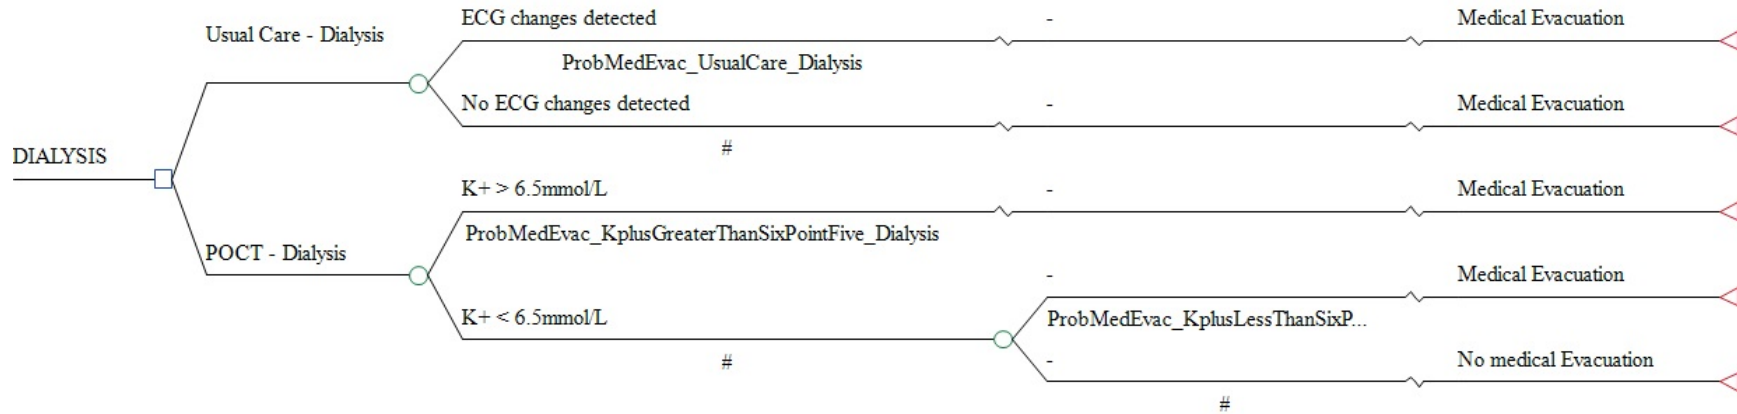 ECG changes detected - Medical Evacuation
Usual Care - Dialysis
ProbMedEvac_UsualCare_Dialysis
No ECG changes detected - Medical Evacuation
#
DIALYSIS
K+ > 6.5mmol/L - Medical Evacuation
ProbMedEvac_KplusGreaterThanSixPointFive_Dialysis
POCT - Dialysis
- Medical Evacuation
K+ < 6.5mmol/L
ProbMedEvac_KplusLessThanSixP...
#
- No medical Evacuation
#